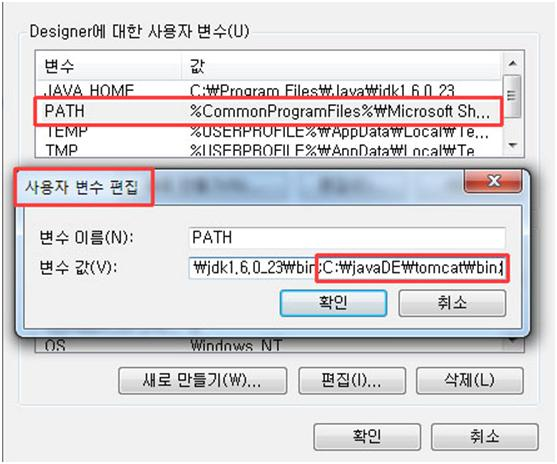 Designer에 대한 사용자 변수(U)
변수 값
JAVA_HOME C:₩Program Files₩Java₩jdk1.6.0_23
PATH %CommonProgramFiles%₩Microsoft Sh...
TEMP %USERPROFILE%₩AppData₩Local₩Te...
TMP %USERPROFILE%₩AppData₩Local₩Te...
사용자 변수 편집
변수 이름(N): PATH
변수 값(V): ₩jdk1.6.0_23₩bin;C:₩javaDE₩tomcat₩bin;
확인 취소
OS Windows_NT
새로 만들기(W)... 편집(I)... 삭제(L)
확인 취소